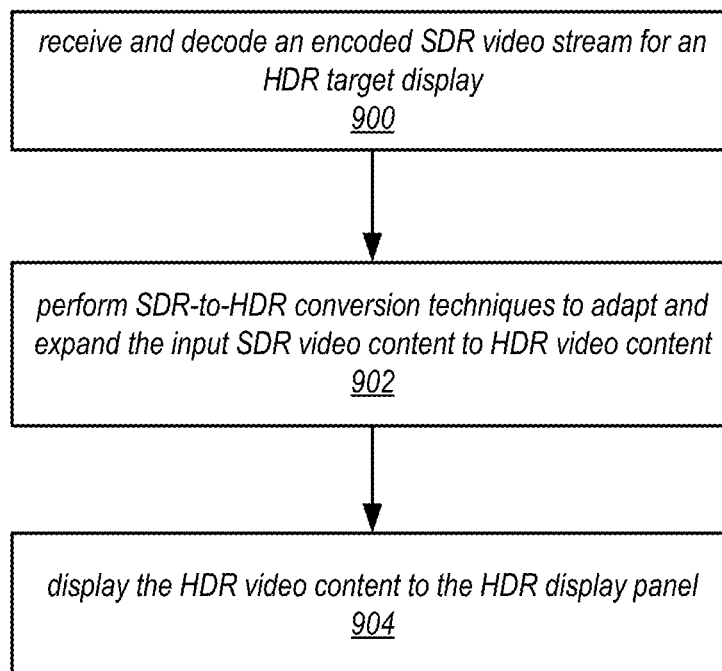 receive and decode an encoded SDR video stream for an
HDR target display
900
perform SDR-to-HDR conversion techniques to adapt and
expand the input SDR video content to HDR video content
902
display the HDR video content to the HDR display panel
904